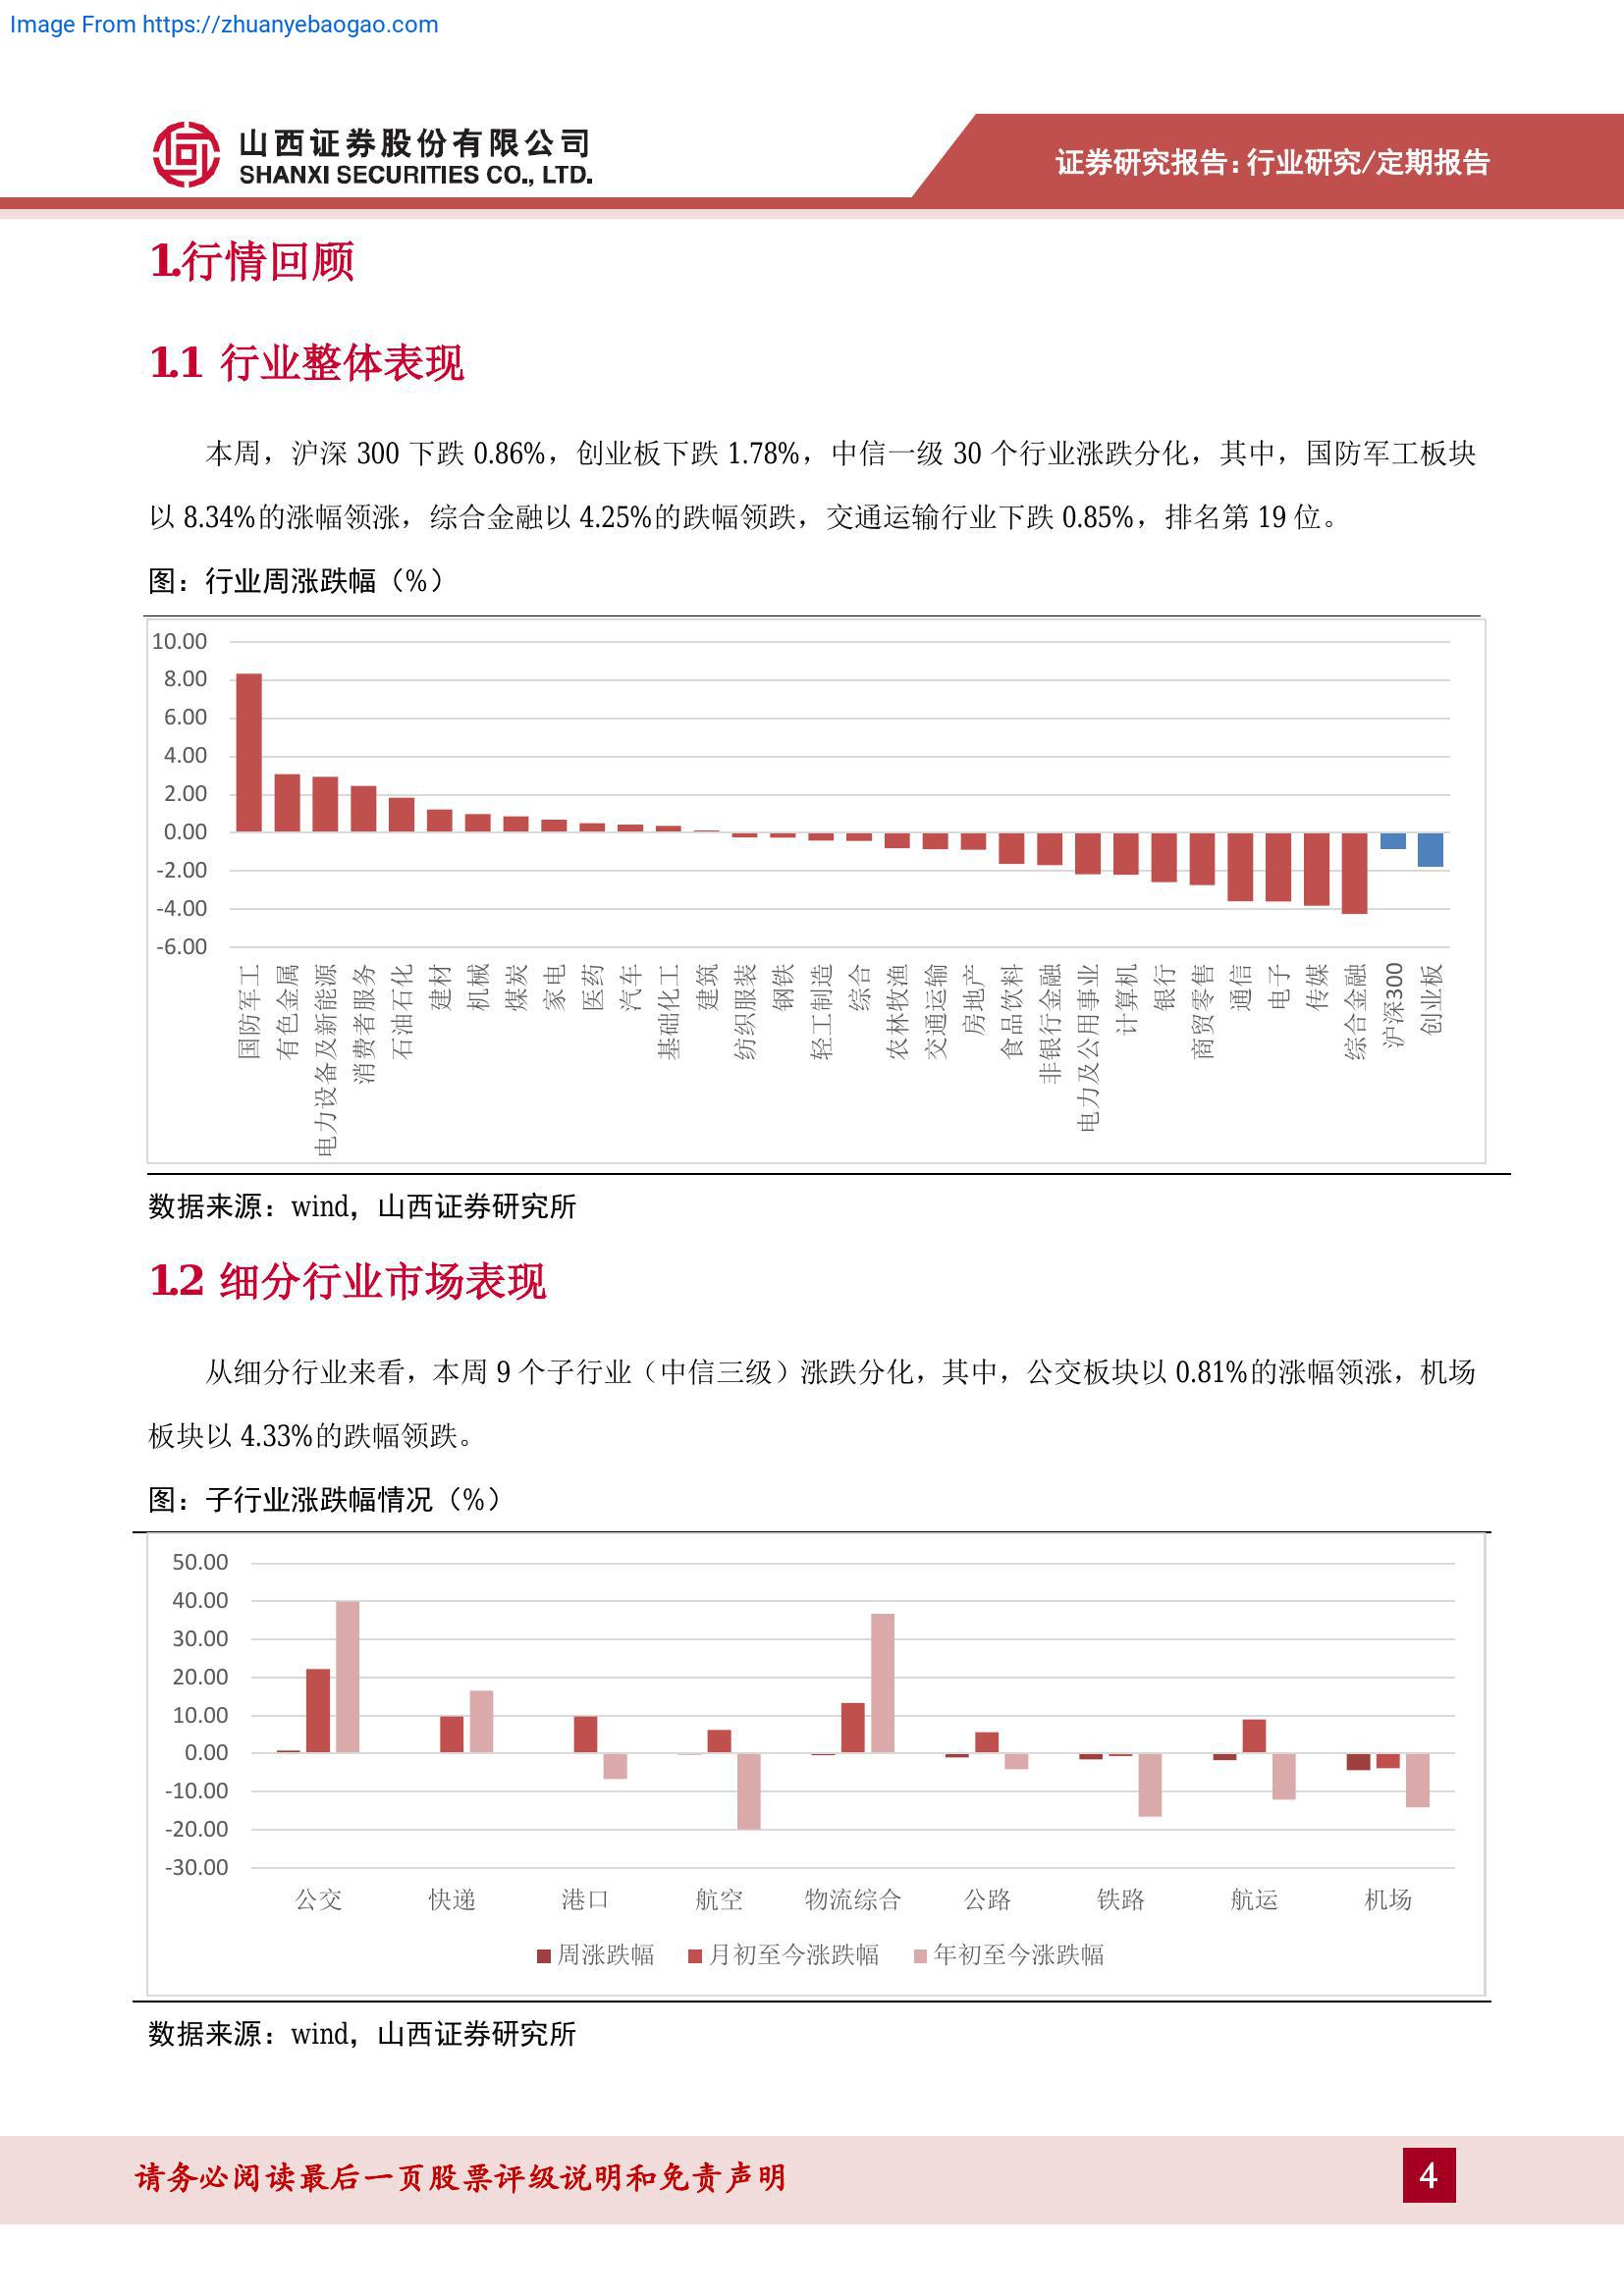 Image From https://zhuanyebaogao.com
山西证券股份有限公司
SHANXI SECURITIES CO., LTD.
证券研究报告:行业研究/定期报告
1.行情回顾
1.1 行业整体表现
本周，沪深 300 下跌 0.86%，创业板下跌 1.78%，中信一级 30 个行业涨跌分化，其中，国防军工板块
以 8.34%的涨幅领涨，综合金融以 4.25%的跌幅领跌，交通运输行业下跌 0.85%，排名第 19 位。
图：行业周涨跌幅（%）
10.00
8.00
6.00
4.00
2.00
0.00
-2.00
-4.00
-6.00
国防军工
有色金属
电力设备及新能源
消费者服务
石油石化
建材
机械
煤炭
家电
医药
汽车
基础化工
建筑
纺织服装
钢铁
轻工制造
综合
农林牧渔
交通运输
房地产
食品饮料
非银行金融
电力及公用事业
计算机
银行
商贸零售
通信
电子
传媒
综合金融
沪深300
创业板
数据来源：wind，山西证券研究所
1.2 细分行业市场表现
从细分行业来看，本周 9 个子行业（中信三级）涨跌分化，其中，公交板块以 0.81%的涨幅领涨，机场
板块以 4.33%的跌幅领跌。
图：子行业涨跌幅情况（%）
50.00
40.00
30.00
20.00
10.00
0.00
-10.00
-20.00
-30.00
公交 快递 港口 航空 物流综合 公路 铁路 航运 机场
周涨跌幅 月初至今涨跌幅 年初至今涨跌幅
数据来源：wind，山西证券研究所
请务必阅读最后一页股票评级说明和免责声明
4